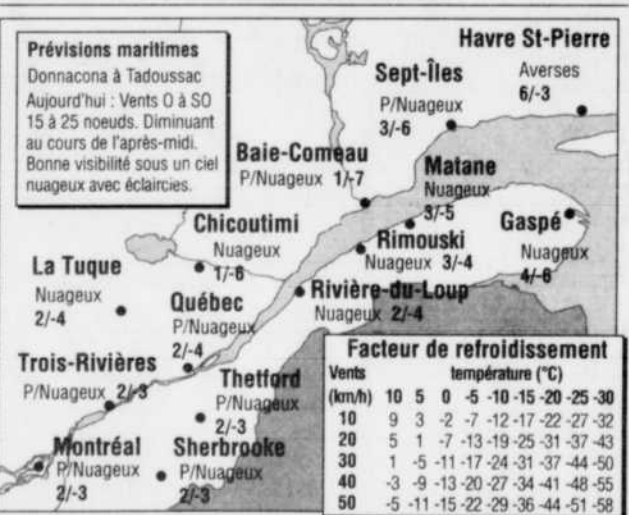 Prévisions maritimes
Donnacona à Tadoussac
Aujourd'hui : Vents O à SO
15 à 25 noeuds. Diminuant
au cours de l'après-midi.
Bonne visibilité sous un ciel
nuageux avec éclaircies.
Havre St-Pierre
Averses
6/-3
Sept-Îles
P/Nuageux
3/-6
Baie-Comeau
P/Nuageux 1/-7
Matane
Nuageux
3/-5
Gaspé
Nuageux
4/-6
Chicoutimi
Nuageux
1/-6
Rimouski
Nuageux 3/-4
La Tuque
Nuageux
2/-4
Québec
P/Nuageux
2/-4
Rivière-du-Loup
Nuageux 2/-4
Trois-Rivières
P/Nuageux 2/-3
Thetford
P/Nuageux
2/-3
Montréal
P/Nuageux
2/-3
Sherbrooke
P/Nuageux
2/-3
Facteur de refroidissement
Vents température (°C)
(km/h) 10 5 0 -5 -10 -15 -20 -25 -30
10 9 3 -2 -7 -12 -17 -22 -27 -32
20 5 1 -7 -13 -19 -25 -31 -37 -43
30 1 -5 -11 -17 -24 -31 -37 -44 -50
40 -3 -9 -13 -20 -27 -34 -41 -48 -55
50 -5 -11 -15 -22 -29 -36 -44 -51 -58